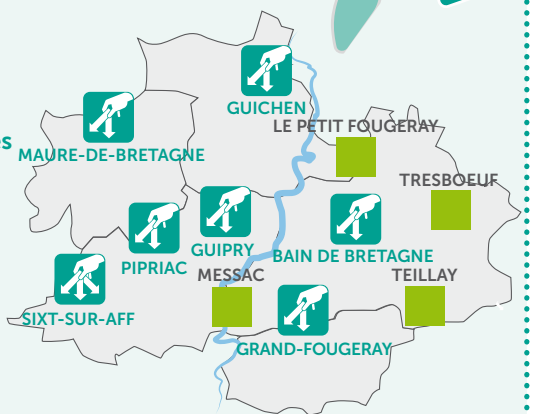 GUICHEN
LE PETIT FOUGERAY
es
MAURE-DE-BRETAGNE
TRESBOEUF
GUIPRY
BAIN DE BRETAGNE
PIPRIAC
MESSAC
TEILLAY
SIXT-SUR-AFF
GRAND-FOUGERAY